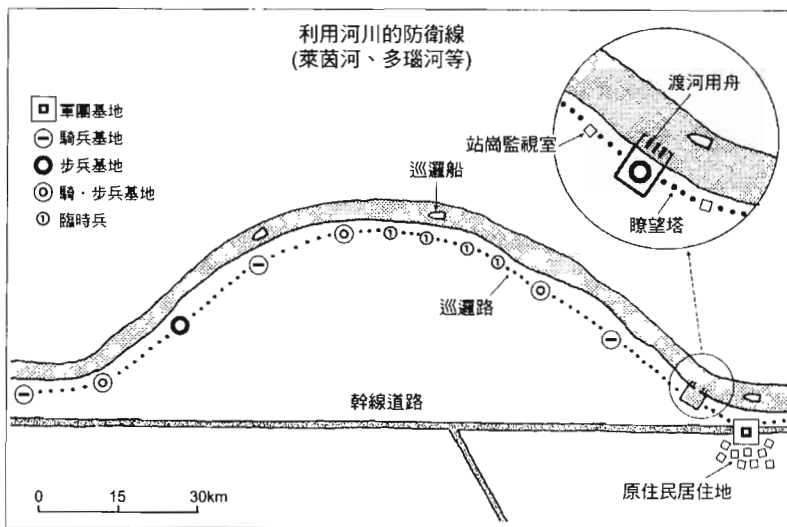 利用河川的防衛線
(萊茵河、多瑙河等)
軍團基地
騎兵基地
步兵基地
騎·步兵基地
臨時兵
渡河用舟
站崗監視室
瞭望塔
巡邏船
巡邏路
幹線道路
原住民居住地
0 15 30km